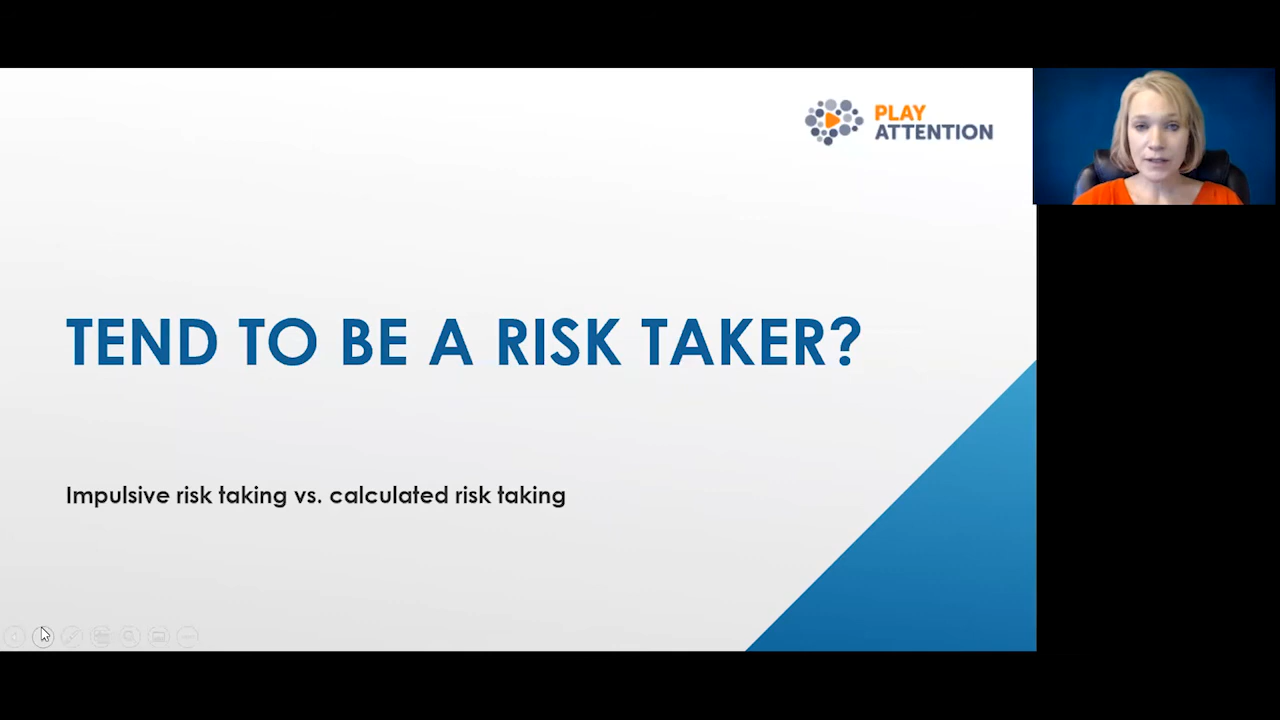 PLAY
ATTENTION
TEND TO BE A RISK TAKER?
Impulsive risk taking vs. calculated risk taking